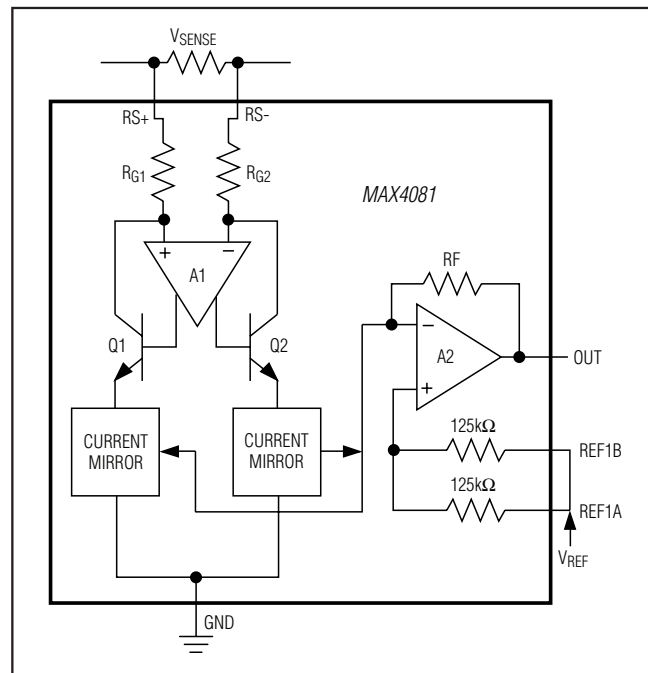 VSENSE
RS+
RS-
RG1
RG2
MAX4081
+
−
A1
RF
Q1
Q2
−
A2
+
OUT
CURRENT
MIRROR
CURRENT
MIRROR
125kΩ
REF1B
125kΩ
REF1A
VREF
GND